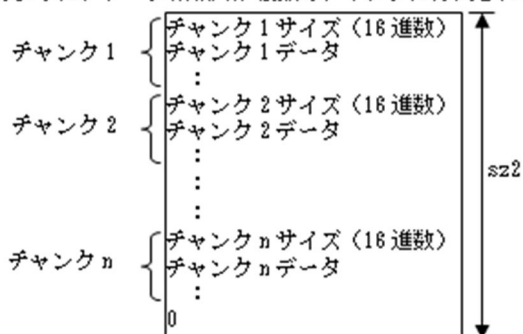 チャンク1サイズ（16進数）
チャンク1 チャンク1データ
：
チャンク2サイズ（16進数）
チャンク2 チャンク2データ
：
：
：
sz2
チャンクnサイズ（16進数）
チャンクn チャンクnデータ
：
0